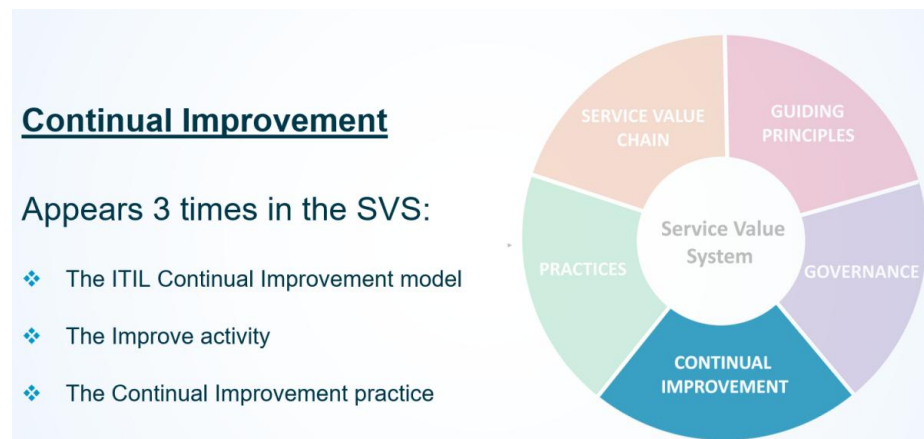 Continual Improvement
Appears 3 times in the SVS:
The ITIL Continual Improvement model
The Improve activity
The Continual Improvement practice
SERVICE VALUE
CHAIN
GUIDING
PRINCIPLES
PRACTICES
Service Value
System
GOVERNANCE
CONTINUAL
IMPROVEMENT